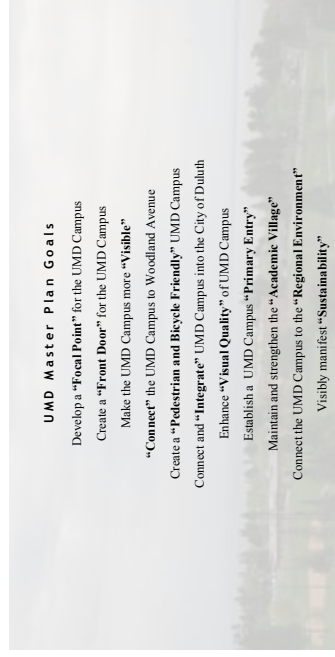 UMD Master Plan Goals
Develop a “Focal Point” for the UMD Campus
Create a “Front Door” for the UMD Campus
Make the UMD Campus more “Visible”
“Connect” the UMD Campus to Woodland Avenue
Create a “Pedestrian and Bicycle Friendly” UMD Campus
Connect and “Integrate” UMD Campus into the City of Duluth
Enhance “Visual Quality” of UMD Campus
Establish a UMD Campus “Primary Entry”
Maintain and strengthen the “Academic Village”
Connect the UMD Campus to the “Regional Environment”
Visibly manifest “Sustainability”